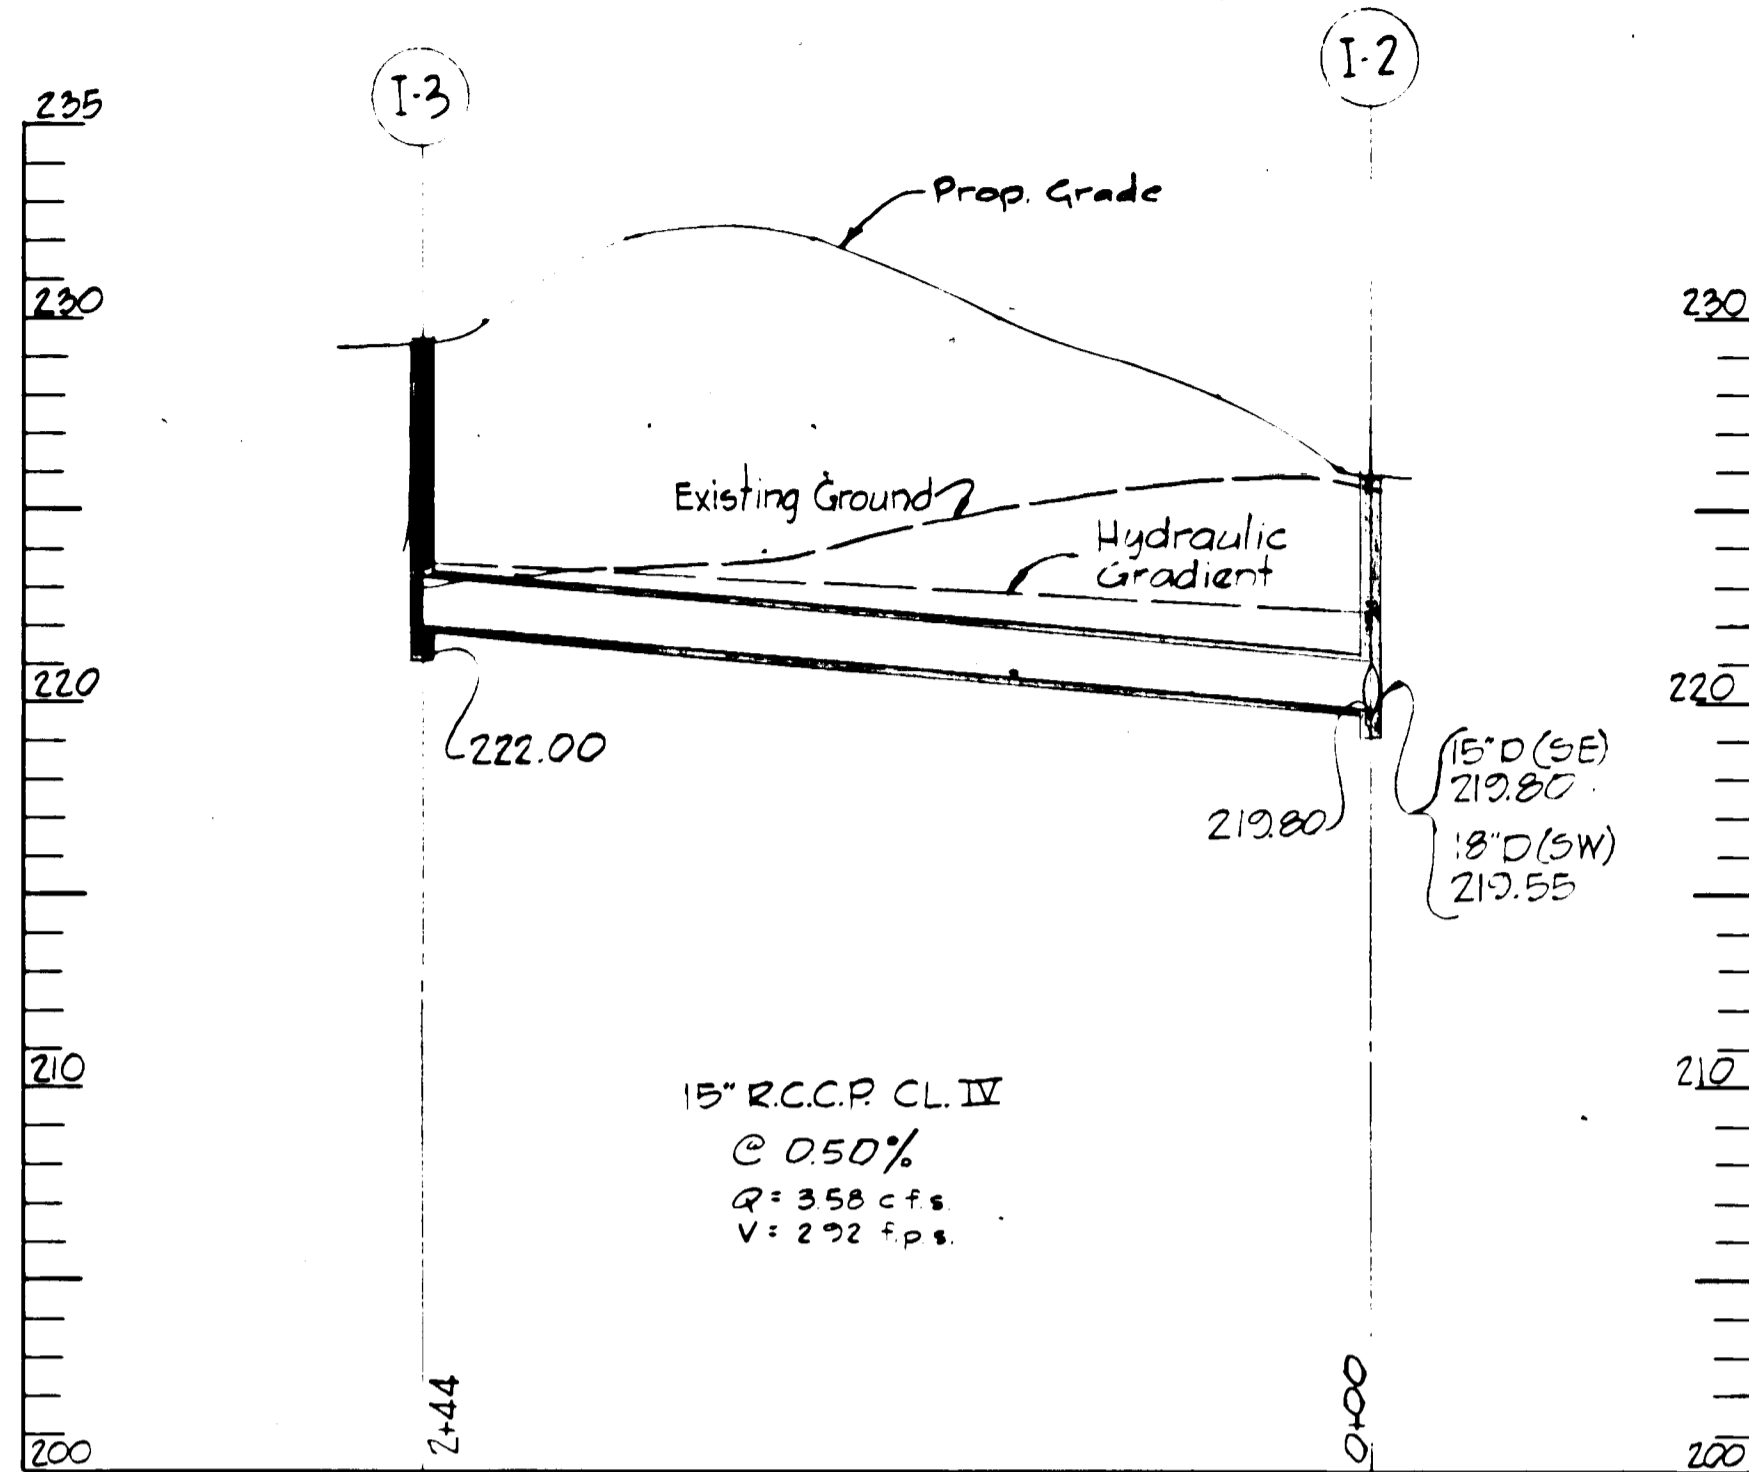 I-3
I-2
235
Prop. Grade
230
230
Existing Ground
Hydraulic
Gradient
220
220
222.00
15"D (SE)
219.80
219.80
18"D (SW)
219.55
210
210
15" R.C.C.P. CL. IV
@ 0.50%
Q = 3.58 c.f.s.
V = 2.92 f.p.s.
2+44
0+00
200
200